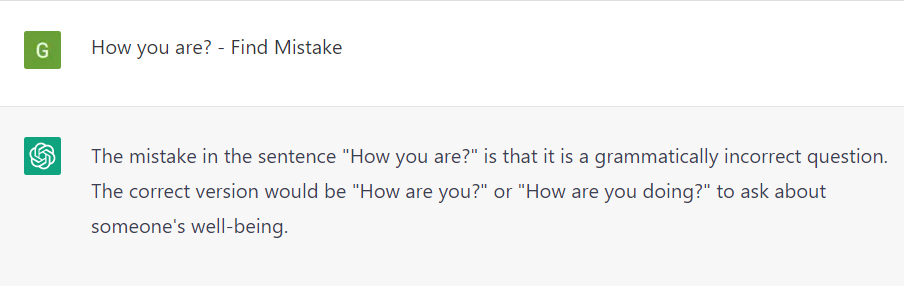 G
How you are? - Find Mistake
The mistake in the sentence "How you are?" is that it is a grammatically incorrect question.
The correct version would be "How are you?" or "How are you doing?" to ask about
someone's well-being.